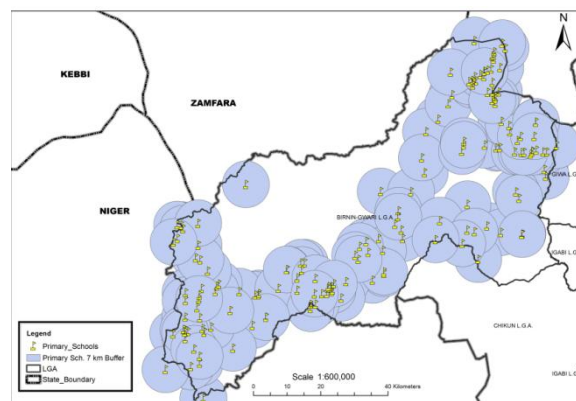 N
KEBBI
ZAMFARA
GIWA L.G.A.
NIGER
BIRNIN-GWARI L.G.A.
IGABI L.G.A.
CHIKUN L.G.A.
IGABI L.G.A.
Legend
Primary_Schools
Primary Sch. 7 km Buffer
LGA
State_Boundary
Scale 1:600,000
0 10 20 40 Kilometers